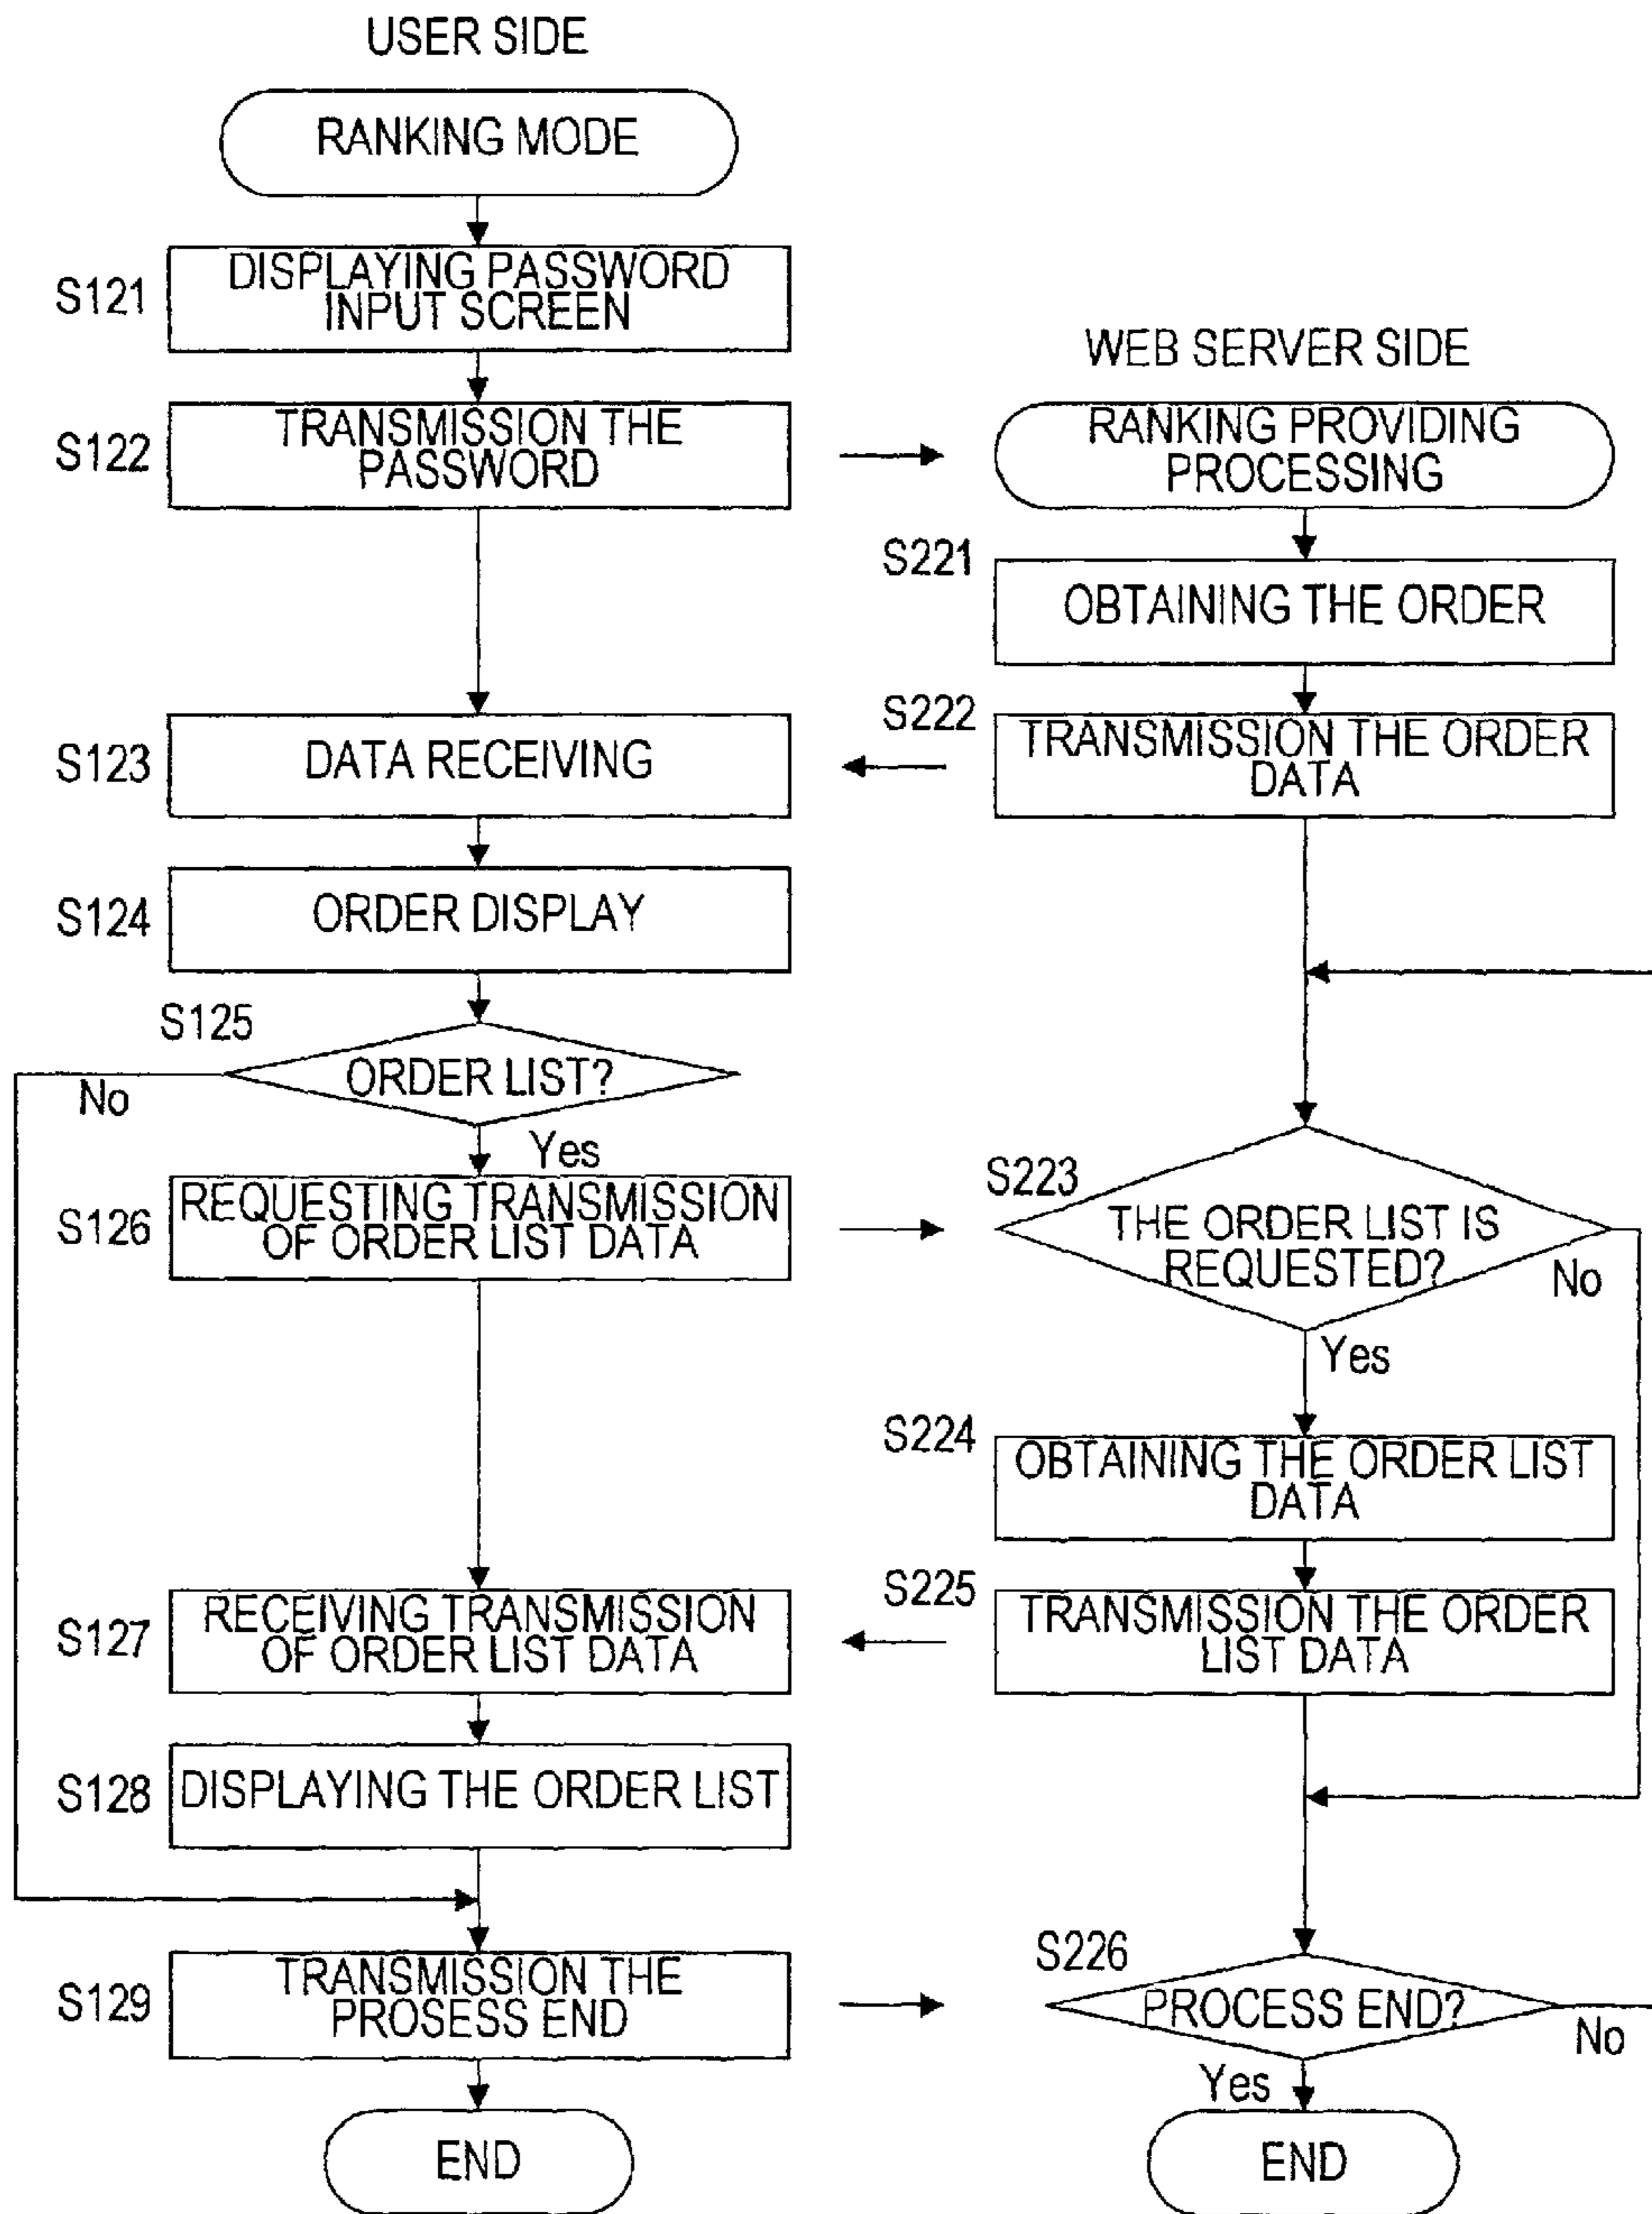 USER SIDE
RANKING MODE
S121
DISPLAYING PASSWORD
INPUT SCREEN
S122
TRANSMISSION THE
PASSWORD
S123
DATA RECEIVING
S124
ORDER DISPLAY
S125
ORDER LIST?
No
Yes
S126
REQUESTING TRANSMISSION
OF ORDER LIST DATA
S127
RECEIVING TRANSMISSION
OF ORDER LIST DATA
S128
DISPLAYING THE ORDER LIST
S129
TRANSMISSION THE
PROSESS END
END
WEB SERVER SIDE
RANKING PROVIDING
PROCESSING
S221
OBTAINING THE ORDER
S222
TRANSMISSION THE ORDER
DATA
S223
THE ORDER LIST IS
REQUESTED?
No
Yes
S224
OBTAINING THE ORDER LIST
DATA
S225
TRANSMISSION THE ORDER
LIST DATA
S226
PROCESS END?
No
Yes
END